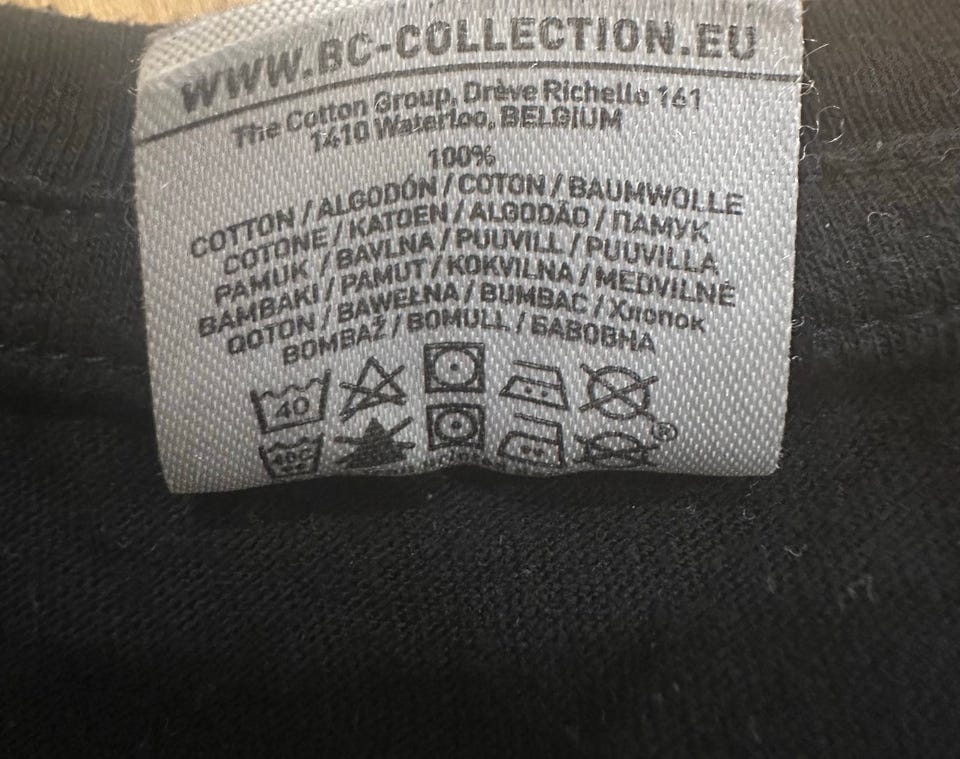 WWW.BC-COLLECTION.EU
The Cotton Group, Drève Richelle 161
1410 Waterloo, BELGIUM
100%
COTTON / ALGODÓN / COTON / BAUMWOLLE
COTONE / KATOEN / ALGODÃO / ПАМУК
PAMUK / BAVLNA / PUUVILL / PUUVILLA
BAMBAKI / PAMUT / KOKVILNA / MEDVILNĖ
QOTON / BAWEŁNA / BUMBAC / Хлопок
BOMBAŽ / BOMULL / БАВОВНА
40
®